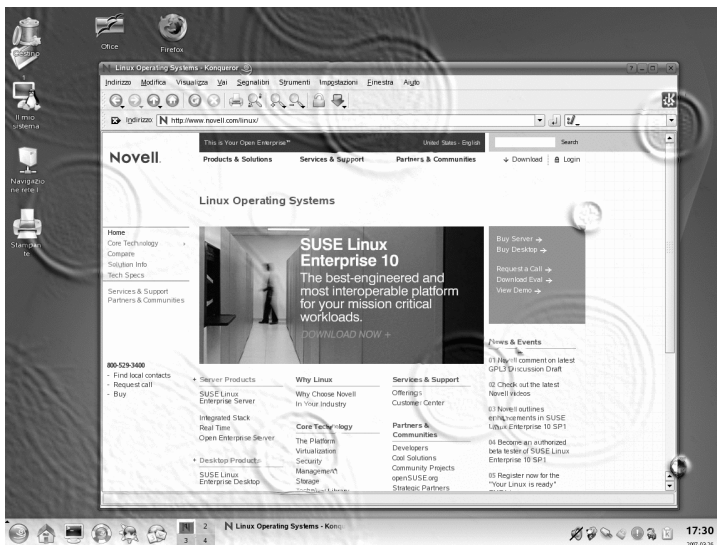 Cestino
Ofice
Firefox
1
Il mio
sistema
Navigazio
ne rete l
Stampan
te
N Linux Operating Systems - Konqueror
Indirizzo Modifica Visualizza Vai Segnalibri Strumenti Impostazioni Finestra Aiuto
Indirizzo: N http://www.novell.com/linux/
This is Your Open Enterprise™ United States - English Search
Novell.
Products & Solutions Services & Support Partners & Communities Download Login
Linux Operating Systems
Home
Core Technology
Compare
Solution Info
Tech Specs
Services & Support
Partners & Communities
800-529-3400
- Find local contacts
- Request call
- Buy
SUSE Linux
Enterprise 10
The best-engineered and
most interoperable platform
for your mission critical
workloads.
DOWNLOAD NOW +
Buy Server
Buy Desktop
Request a Call
Download Eval
View Demo
+ Server Products
SUSE Linux
Enterprise Server
Integrated Stack
Real Time
Open Enterprise Server
+ Desktop Products
SUSE Linux
Enterprise Desktop
Why Linux
Why Choose Novell
In Your Industry
Core Technology
The Platform
Virtualization
Security
Management
Storage
Technical Library
Services & Support
Offerings
Customer Center
Partners &
Communities
Developers
Cool Solutions
Community Projects
openSUSE.org
Strategic Partners
News & Events
01 Novell comment on latest
GPL3 Discussion Draft
02 Check out the latest
Novell videos
03 Novell outlines
enhancements in SUSE
Linux Enterprise 10 SP1
04 Become an authorized
beta tester of SUSE Linux
Enterprise 10 SP1
05 Register now for the
"Your Linux is ready"
2
3 4
N Linux Operating Systems - Konq
17:30
2007-03-26